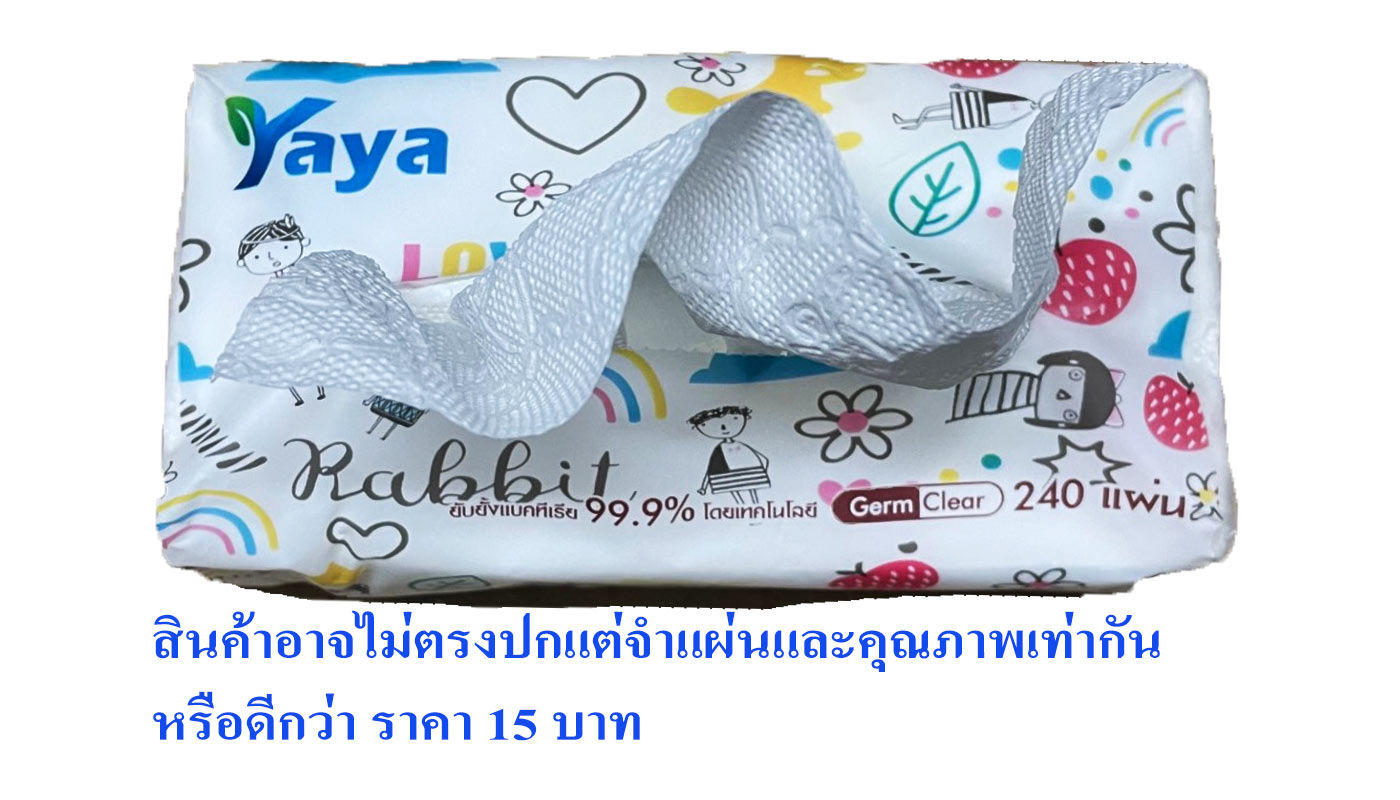 Yaya
Rabbit
ยับยั้งแบคทีเรีย 99.9% โดยเทคโนโลยี Germ Clear 240 แผ่น
สินค้าอาจไม่ตรงปกแต่จำแผ่นและคุณภาพเท่ากัน
หรือดีกว่า ราคา 15 บาท